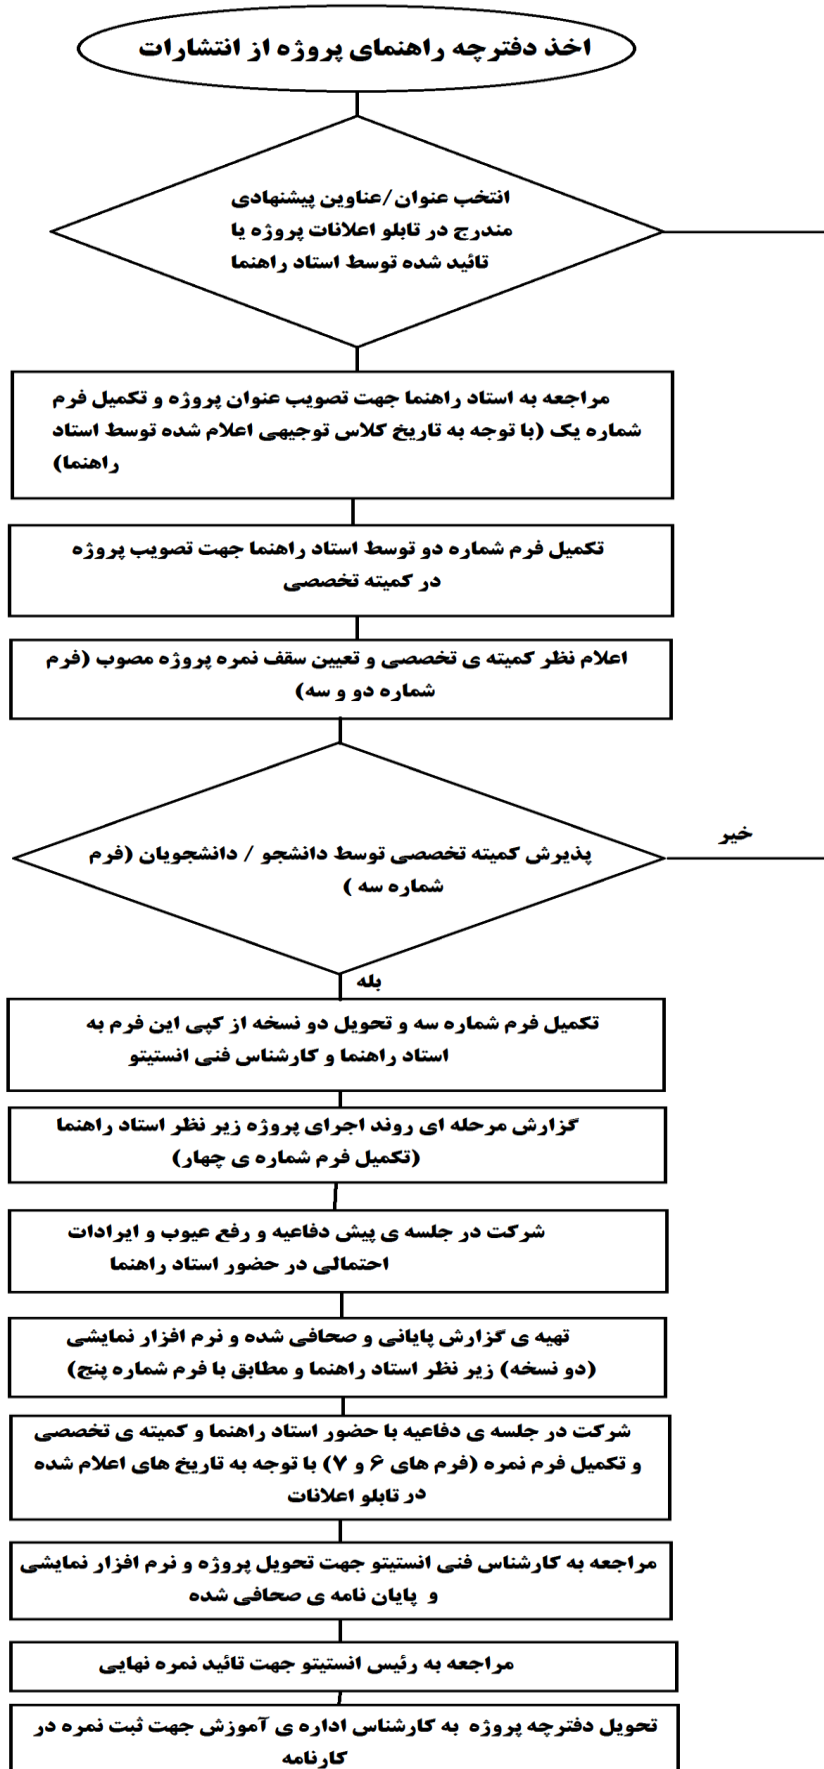 اخذ دفترچه راهنمای پروژه از انتشارات
انتخب عنوان/عناوین پیشنهادی
مندرج در تابلو اعلانات پروژه یا
تائید شده توسط استاد راهنما
مراجعه به استاد راهنما جهت تصویب عنوان پروژه و تکمیل فرم
شماره یک (با توجه به تاریخ کلاس توجیهی اعلام شده توسط استاد
راهنما)
تکمیل فرم شماره دو توسط استاد راهنما جهت تصویب پروژه
در کمیته تخصصی
اعلام نظر کمیته ی تخصصی و تعیین سقف نمره پروژه مصوب (فرم
شماره دو و سه)
خیر
پذیرش کمیته تخصصی توسط دانشجو / دانشجویان (فرم
شماره سه )
بله
تکمیل فرم شماره سه و تحویل دو نسخه از کپی این فرم به
استاد راهنما و کارشناس فنی انستیتو
گزارش مرحله ای روند اجرای پروژه زیر نظر استاد راهنما
(تکمیل فرم شماره ی چهار)
شرکت در جلسه ی پیش دفاعیه و رفع عیوب و ایرادات
احتمالی در حضور استاد راهنما
تهیه ی گزارش پایانی و صحافی شده و نرم افزار نمایشی
(دو نسخه) زیر نظر استاد راهنما و مطابق با فرم شماره پنج)
شرکت در جلسه ی دفاعیه با حضور استاد راهنما و کمیته ی تخصصی
و تکمیل فرم نمره (فرم های ۶ و ۷) با توجه به تاریخ های اعلام شده
در تابلو اعلانات
مراجعه به کارشناس فنی انستیتو جهت تحویل پروژه و نرم افزار نمایشی
و پایان نامه ی صحافی شده
مراجعه به رئیس انستیتو جهت تائید نمره نهایی
تحویل دفترچه پروژه به کارشناس اداره ی آموزش جهت ثبت نمره در
کارنامه